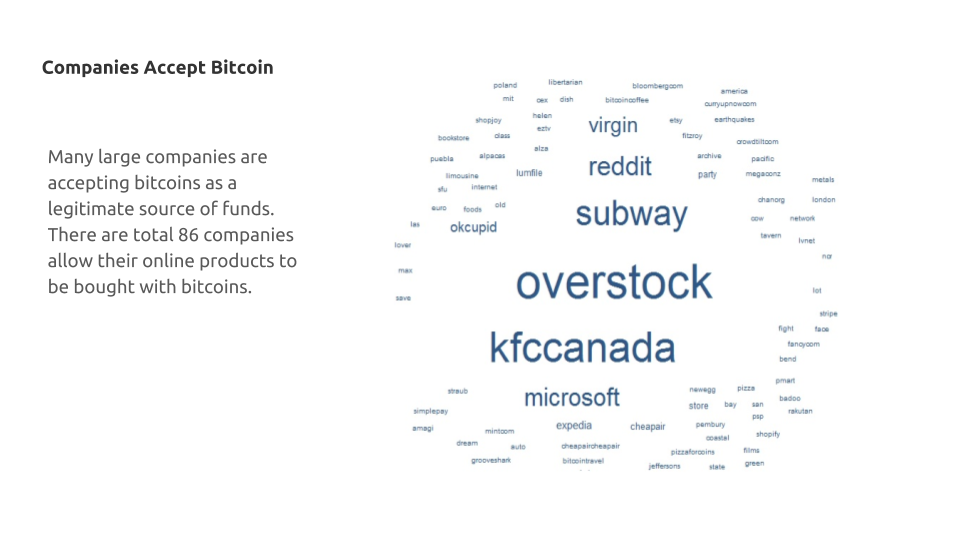 Companies Accept Bitcoin
Many large companies are
accepting bitcoins as a
legitimate source of funds.
There are total 86 companies
allow their online products to
be bought with bitcoins.
poland libertarian bloombergcom america
mit cex dish bitcoincoffee curryupnowcom
shopjoy helen virgin etsy earthquakes
bookstore class eztv fitzroy crowdtiltcom
puebla alpacas alza reddit archive pacific
limousine lumfile party megaconz metals
sfu internet chanorg london
euro foods old subway cow network
las okcupid tavern lvnet
lover ncr
max overstock lot
save stripe
fight face
kfccanada fancycom
bend
straub microsoft newegg pizza pmart
simplepay store bay san badoo
psp rakutan
amagi mintcom expedia cheapair pembury shopify
dream auto cheapaircheapair coastal
pizzaforcoins films
grooveshark bitcointravel jeffersons state green